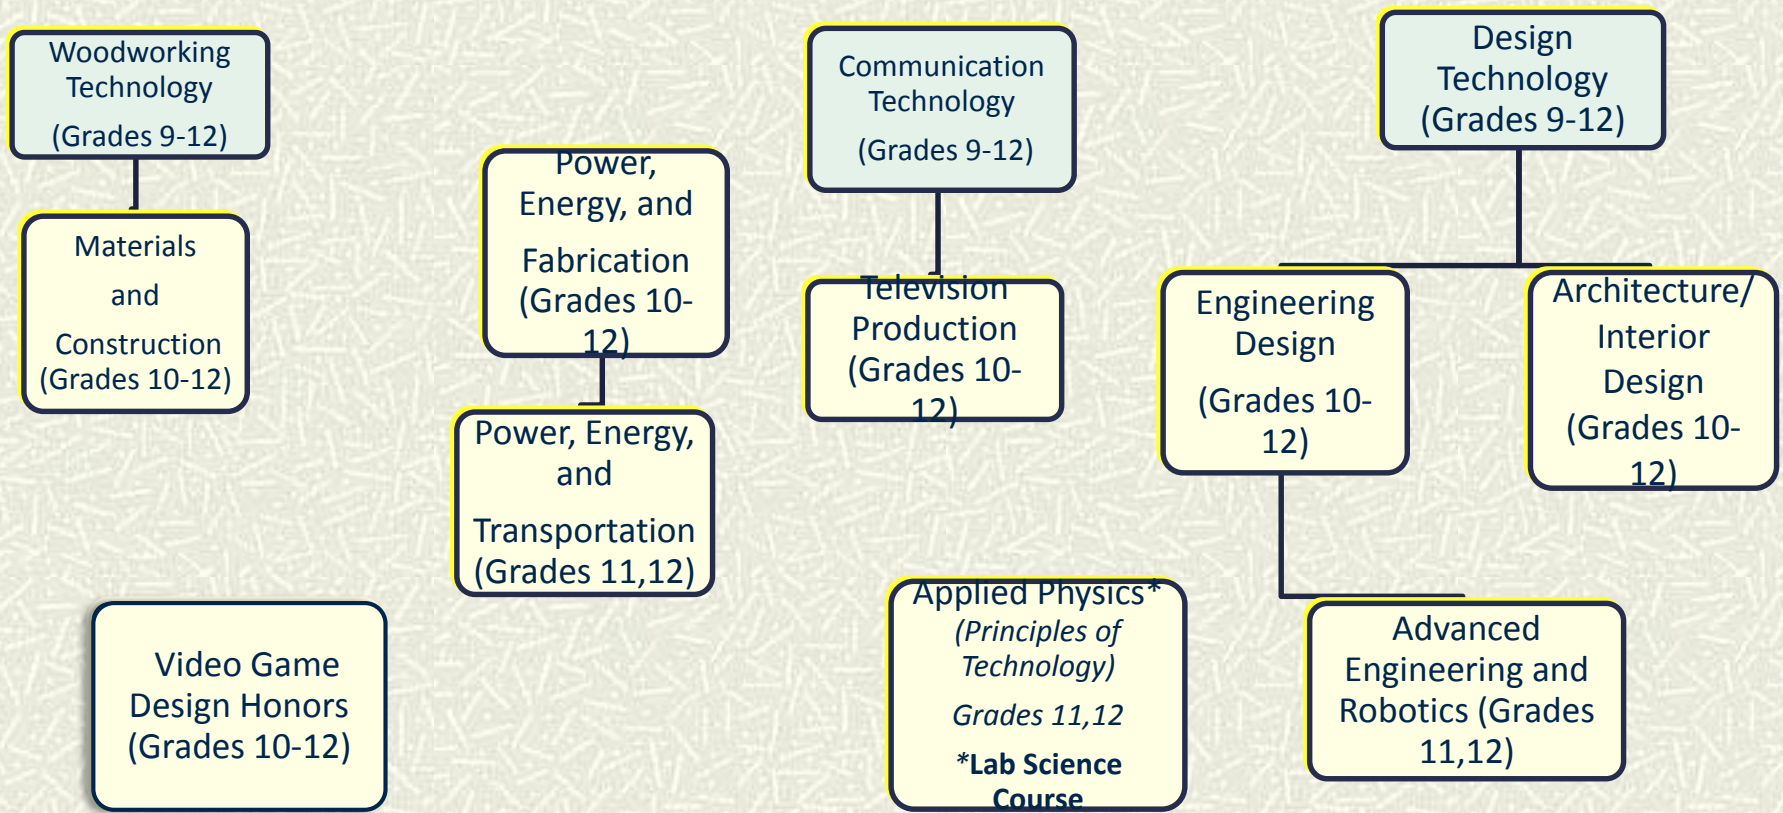 Woodworking
Technology
(Grades 9-12)
Materials
and
Construction
(Grades 10-12)
Power,
Energy, and
Fabrication
(Grades 10-
12)
Power, Energy,
and
Transportation
(Grades 11,12)
Communication
Technology
(Grades 9-12)
Television
Production
(Grades 10-
12)
Design
Technology
(Grades 9-12)
Engineering
Design
(Grades 10-
12)
Architecture/
Interior
Design
(Grades 10-
12)
Advanced
Engineering and
Robotics (Grades
11,12)
Video Game
Design Honors
(Grades 10-12)
Applied Physics*
(Principles of
Technology)
Grades 11,12
*Lab Science
Course